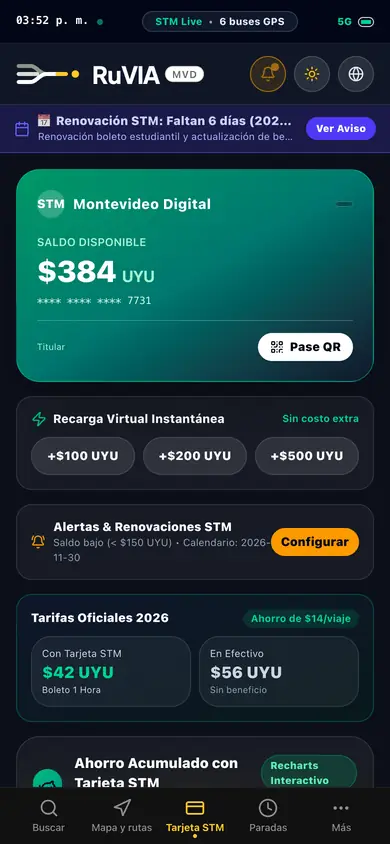 03:52 p. m.
STM Live • 6 buses GPS
5G
RuVIA MVD
📅 Renovación STM: Faltan 6 días (202...
Renovación boleto estudiantil y actualización de be...
Ver Aviso
STM Montevideo Digital
SALDO DISPONIBLE
$384 UYU
**** **** **** 7731
Titular
Pase QR
Recarga Virtual Instantánea
Sin costo extra
+$100 UYU
+$200 UYU
+$500 UYU
Alertas & Renovaciones STM
Saldo bajo (< $150 UYU) • Calendario: 2026-
11-30
Configurar
Tarifas Oficiales 2026
Ahorro de $14/viaje
Con Tarjeta STM
$42 UYU
Boleto 1 Hora
En Efectivo
$56 UYU
Sin beneficio
Ahorro Acumulado con
Tarjeta STM
Recharts
Interactivo
Buscar
Mapa y rutas
Tarjeta STM
Paradas
Más